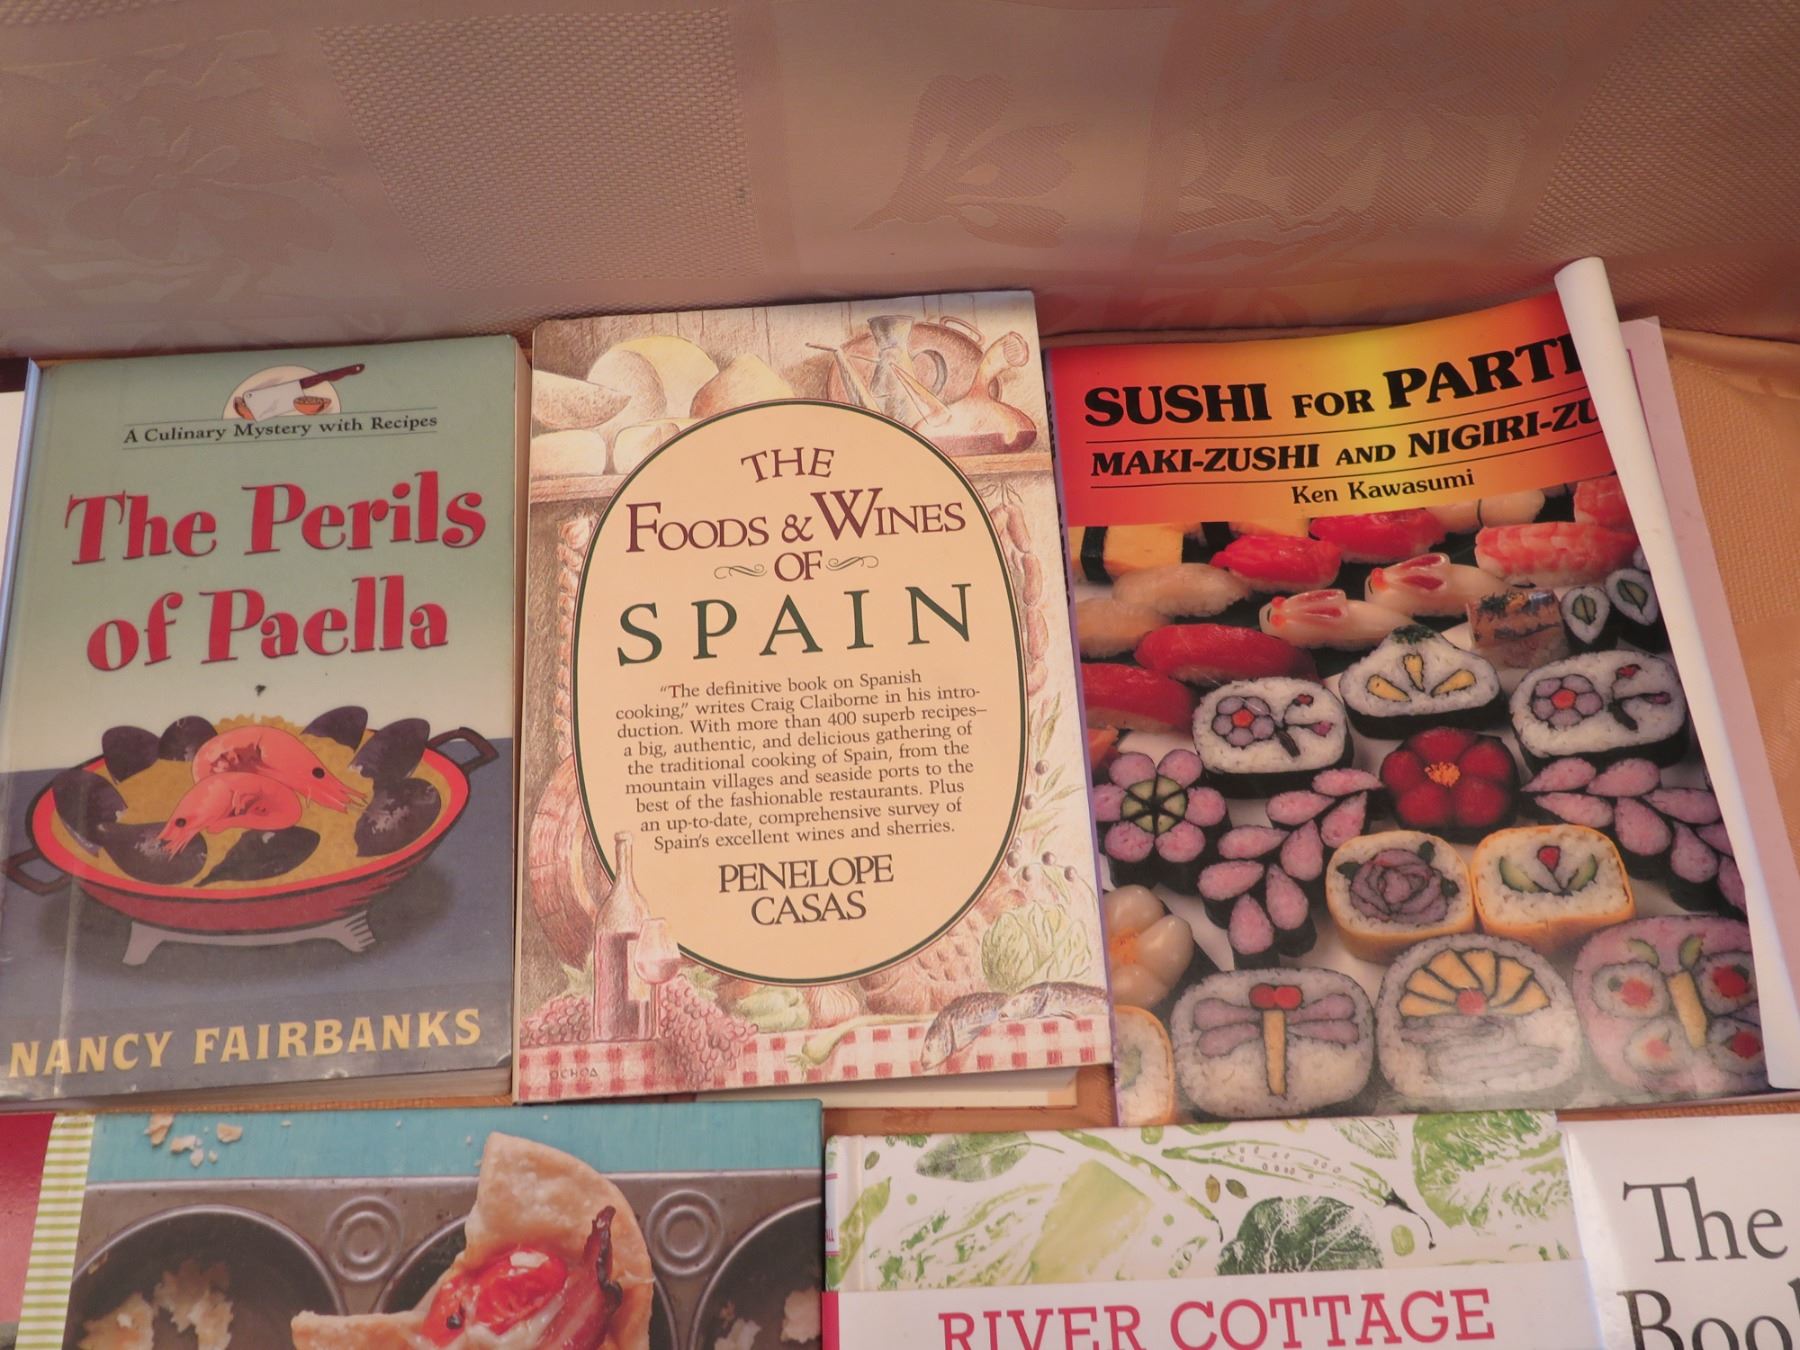 A Culinary Mystery with Recipes
The Perils
of Paella
NANCY FAIRBANKS
THE
FOODS & WINES
OF
SPAIN
“The definitive book on Spanish
cooking,” writes Craig Claiborne in his intro-
duction. With more than 400 superb recipes—
a big, authentic, and delicious gathering of
the traditional cooking of Spain, from the
mountain villages and seaside ports to the
best of the fashionable restaurants. Plus
an up-to-date, comprehensive survey of
Spain's excellent wines and sherries.
PENELOPE
CASAS
OCHOA
SUSHI FOR PARTI
MAKI-ZUSHI AND NIGIRI-ZU
Ken Kawasumi
RIVER COTTAGE
The
Boo